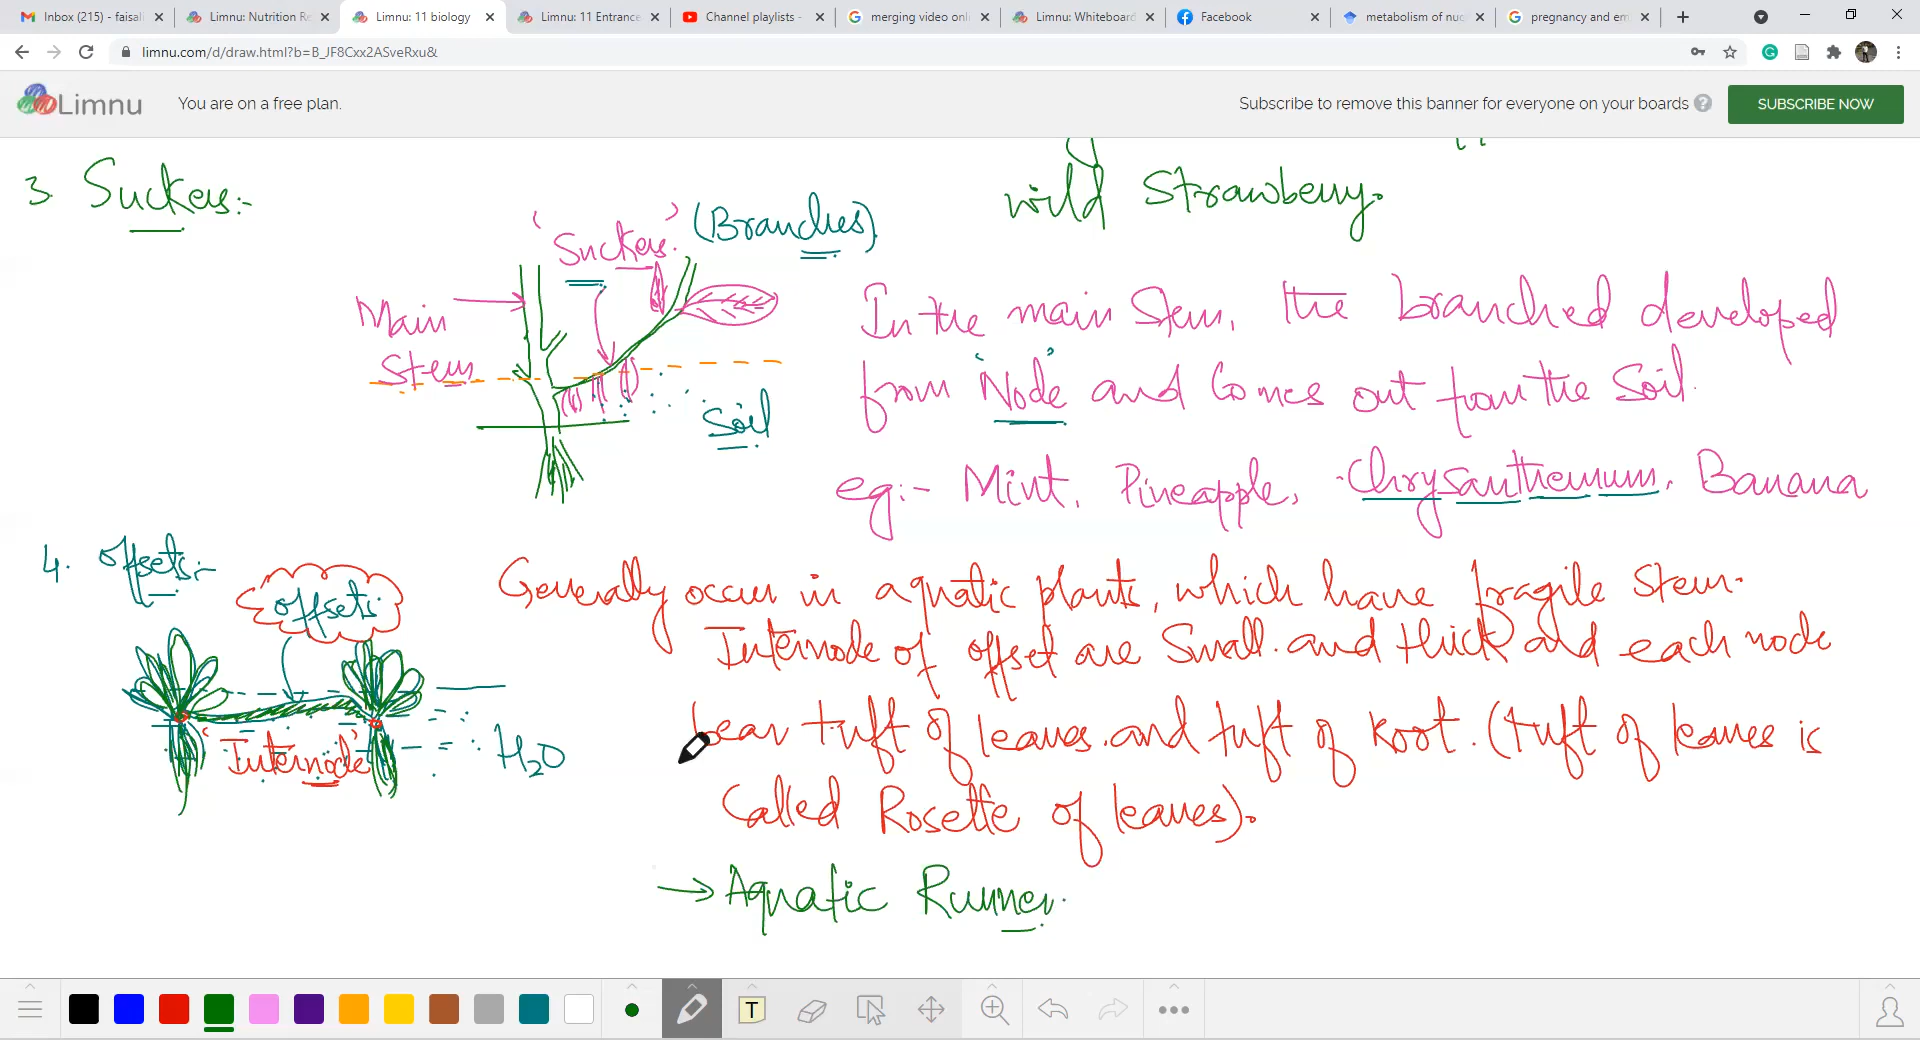 Inbox (215) - faisali
Limnu: Nutrition Re
Limnu: 11 biology
Limnu: 11 Entrance
Channel playlists -
merging video onli
Limnu: Whiteboard
Facebook
metabolism of nuc
pregnancy and em
limnu.com/d/draw.html?b=B_JF8Cxx2ASveRxu&
Limnu
You are on a free plan.
Subscribe to remove this banner for everyone on your boards
SUBSCRIBE NOW
wild Strawberry.
3. Suckers:-
'Suckers.' (Branches)
Main
Stem
Soil
In the main Stem, the branched developed
from 'Node' and Comes out from the Soil.
eg:- Mint, Pineapple, Chrysanthemum, Banana
4. Offsets:-
offsets
'Internode'
H2O
Generally occur in aquatic plants, which have fragile stem.
Internode of offset are Small and thick and each node
bear tuft of leaves and tuft of Root. (tuft of leaves is
Called Rosette of leaves).
→ Aquatic Runner.
T